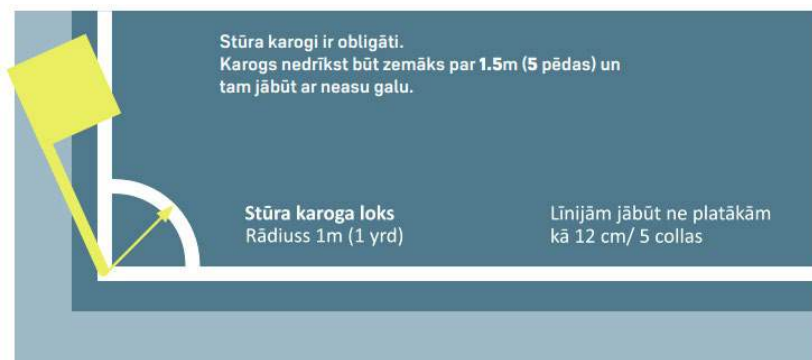 Stūra karogi ir obligāti.
Karogs nedrīkst būt zemāks par 1.5m (5 pēdas) un
tam jābūt ar neasu galu.
Stūra karoga loks
Rādiuss 1m (1 yrd)
Līnijām jābūt ne platākām
kā 12 cm/ 5 collas